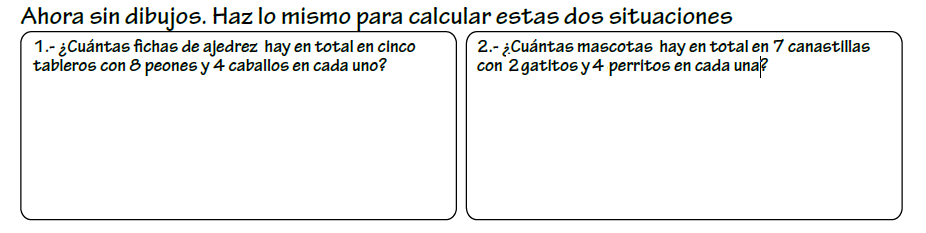 Ahora sin dibujos. Haz lo mismo para calcular estas dos situaciones
1.- ¿Cuántas fichas de ajedrez hay en total en cinco
tableros con 8 peones y 4 caballos en cada uno?
2.- ¿Cuántas mascotas hay en total en 7 canastillas
con 2 gatitos y 4 perritos en cada una?